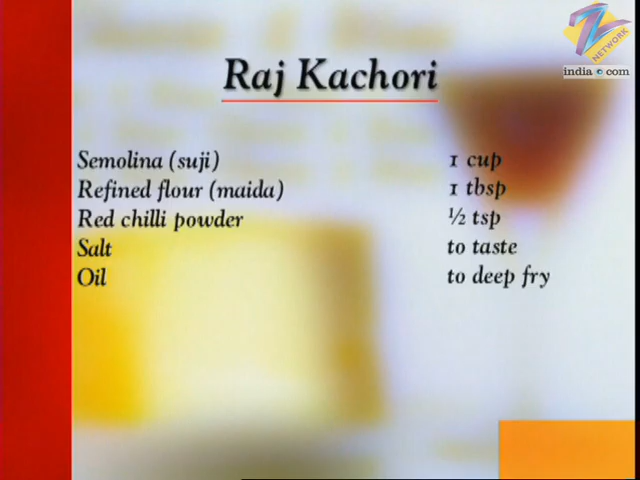 Z
NETWORK
india.com
Raj Kachori
Semolina (suji) 1 cup
Refined flour (maida) 1 tbsp
Red chilli powder ½ tsp
Salt to taste
Oil to deep fry